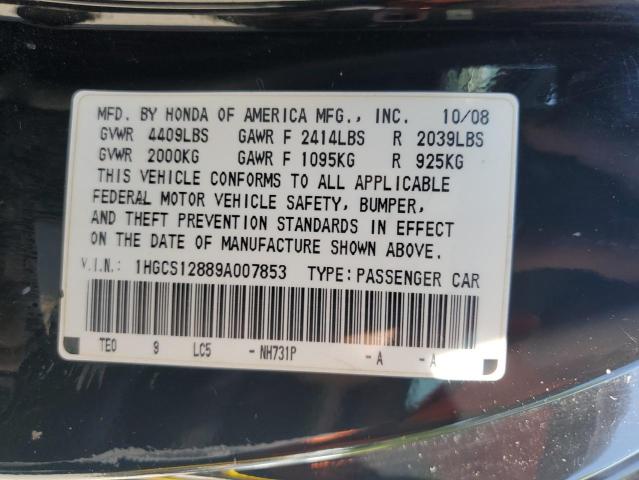 MFD. BY HONDA OF AMERICA MFG., INC. 10/08
GVWR 4409LBS GAWR F 2414LBS R 2039LBS
GVWR 2000KG GAWR F 1095KG R 925KG
THIS VEHICLE CONFORMS TO ALL APPLICABLE
FEDERAL MOTOR VEHICLE SAFETY, BUMPER,
AND THEFT PREVENTION STANDARDS IN EFFECT
ON THE DATE OF MANUFACTURE SHOWN ABOVE.
V.I.N.: 1HGCS12889A007853 TYPE:PASSENGER CAR
TE0 9 LC5 -NH731P -A -A